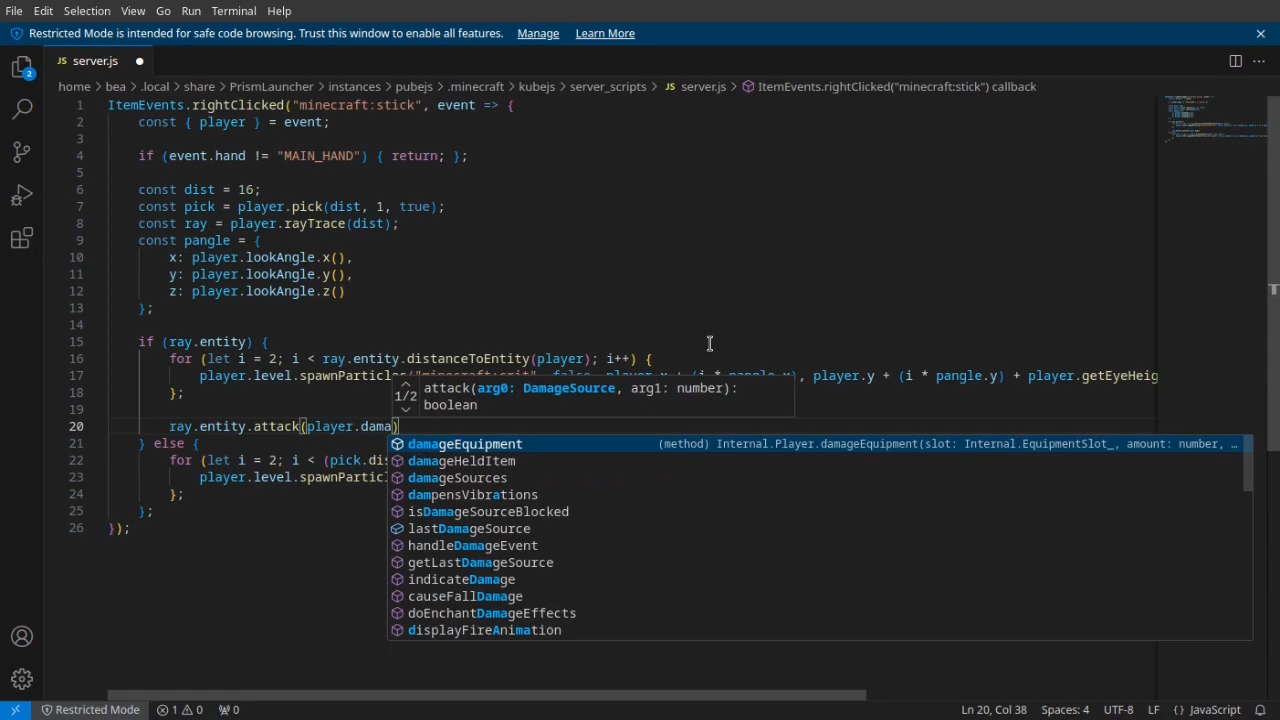 File Edit Selection View Go Run Terminal Help
Restricted Mode is intended for safe code browsing. Trust this window to enable all features. Manage Learn More
JS server.js
2
home > bea > .local > share > PrismLauncher > instances > pubejs > .minecraft > kubejs > server_scripts > JS server.js > ItemEvents.rightClicked("minecraft:stick") callback
1 ItemEvents.rightClicked("minecraft:stick", event => {
2 const { player } = event;
3
4 if (event.hand != "MAIN_HAND") { return; };
5
6 const dist = 16;
7 const pick = player.pick(dist, 1, true);
8 const ray = player.rayTrace(dist);
9 const pangle = {
10 x: player.lookAngle.x(),
11 y: player.lookAngle.y(),
12 z: player.lookAngle.z()
13 };
14
15 if (ray.entity) {
16 for (let i = 2; i < ray.entity.distanceToEntity(player); i++) {
17 player.level.spawnParticles("minecraft:crit", false, player.x + (i * pangle.x), player.y + (i * pangle.y) + player.getEyeHeig
18 };
1/2 attack(arg0: DamageSource, arg1: number):
boolean
19
20 ray.entity.attack(player.dama)
21 } else {
22 for (let i = 2; i < (pick.dis
23 player.level.spawnParticles
24 };
25 };
26 });
damageEquipment (method) Internal.Player.damageEquipment(slot: Internal.EquipmentSlot_, amount: number, …
damageHeldItem
damageSources
dampensVibrations
isDamageSourceBlocked
lastDamageSource
handleDamageEvent
getLastDamageSource
indicateDamage
causeFallDamage
doEnchantDamageEffects
displayFireAnimation
Restricted Mode 1 0 0 Ln 20, Col 38 Spaces: 4 UTF-8 LF {} JavaScript